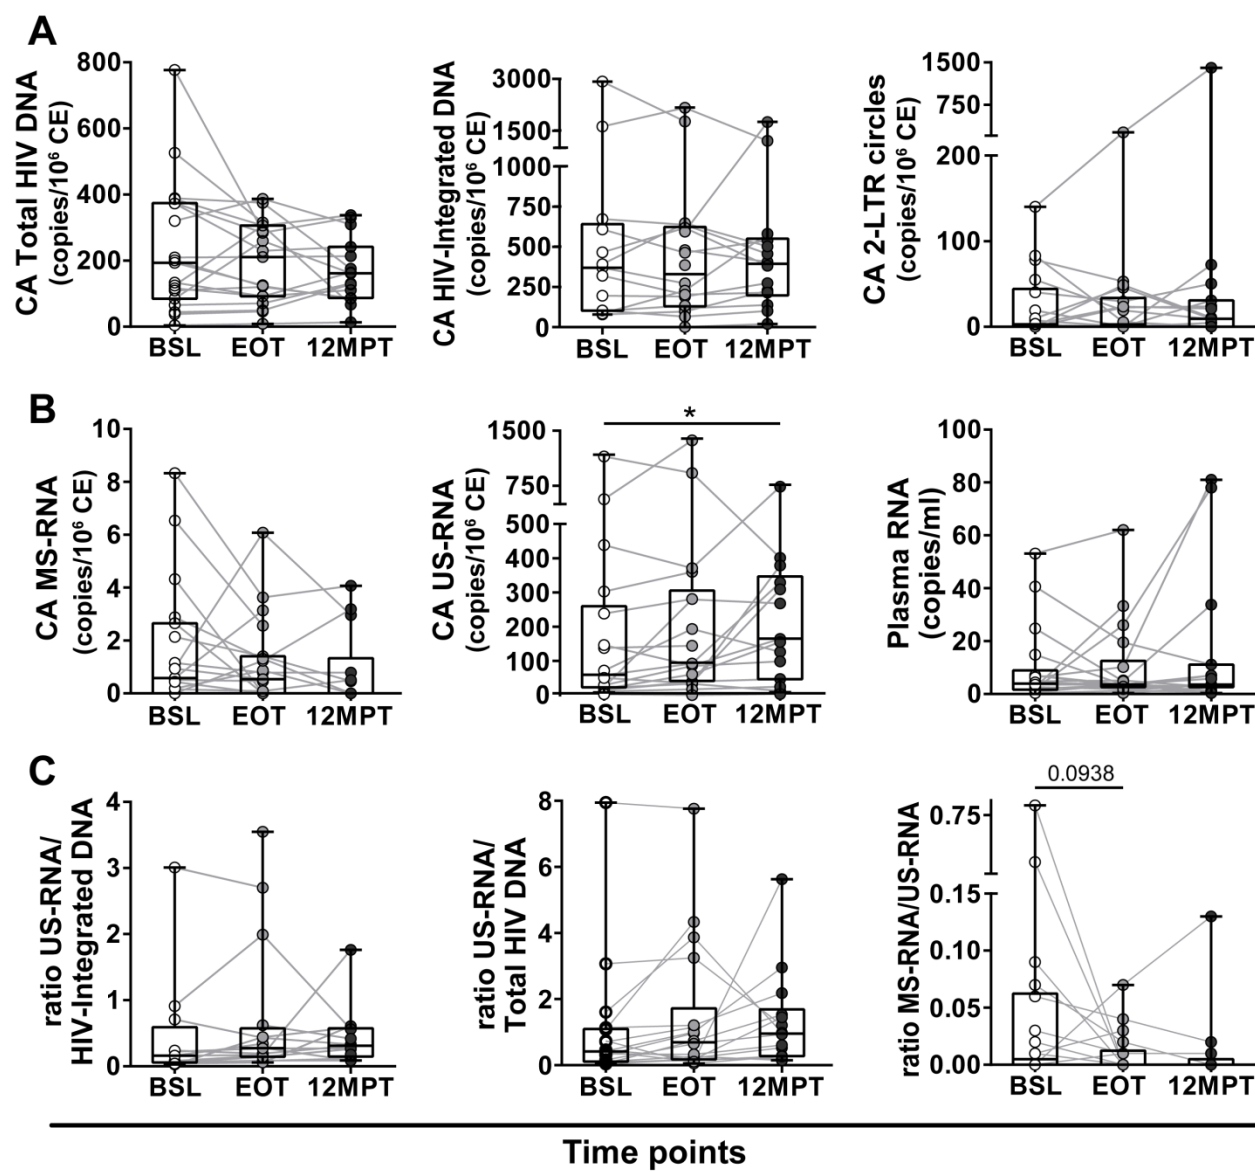 A
CA Total HIV DNA
(copies/10⁶ CE)
800
600
400
200
0
BSL EOT 12MPT
CA HIV-Integrated DNA
(copies/10⁶ CE)
3000
1500
1000
750
500
250
0
BSL EOT 12MPT
CA 2-LTR circles
(copies/10⁶ CE)
1500
750
200
100
0
BSL EOT 12MPT
B
CA MS-RNA
(copies/10⁶ CE)
10
8
6
4
2
0
BSL EOT 12MPT
CA US-RNA
(copies/10⁶ CE)
*
1500
750
500
400
300
200
100
0
BSL EOT 12MPT
Plasma RNA
(copies/ml)
100
80
60
40
20
0
BSL EOT 12MPT
C
ratio US-RNA/
HIV-Integrated DNA
4
3
2
1
0
BSL EOT 12MPT
ratio US-RNA/
Total HIV DNA
8
6
4
2
0
BSL EOT 12MPT
ratio MS-RNA/US-RNA
0.0938
0.75
0.15
0.10
0.05
0.00
BSL EOT 12MPT
Time points